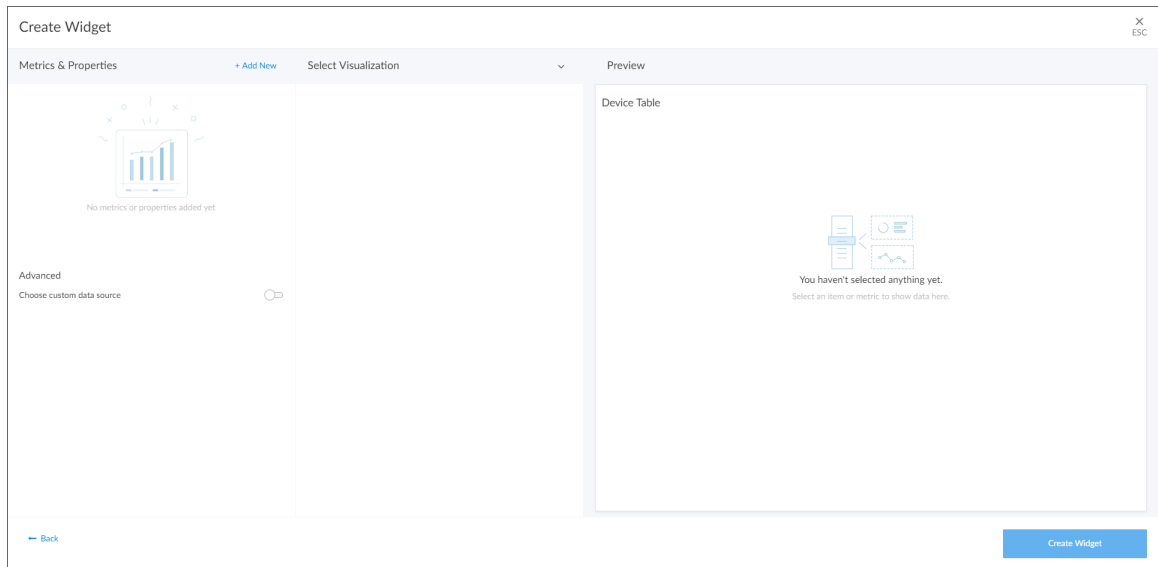 Create Widget
ESC
Metrics & Properties
+ Add New
Select Visualization
Preview
No metrics or properties added yet
Advanced
Choose custom data source
Device Table
You haven't selected anything yet.
Select an item or metric to show data here.
← Back
Create Widget